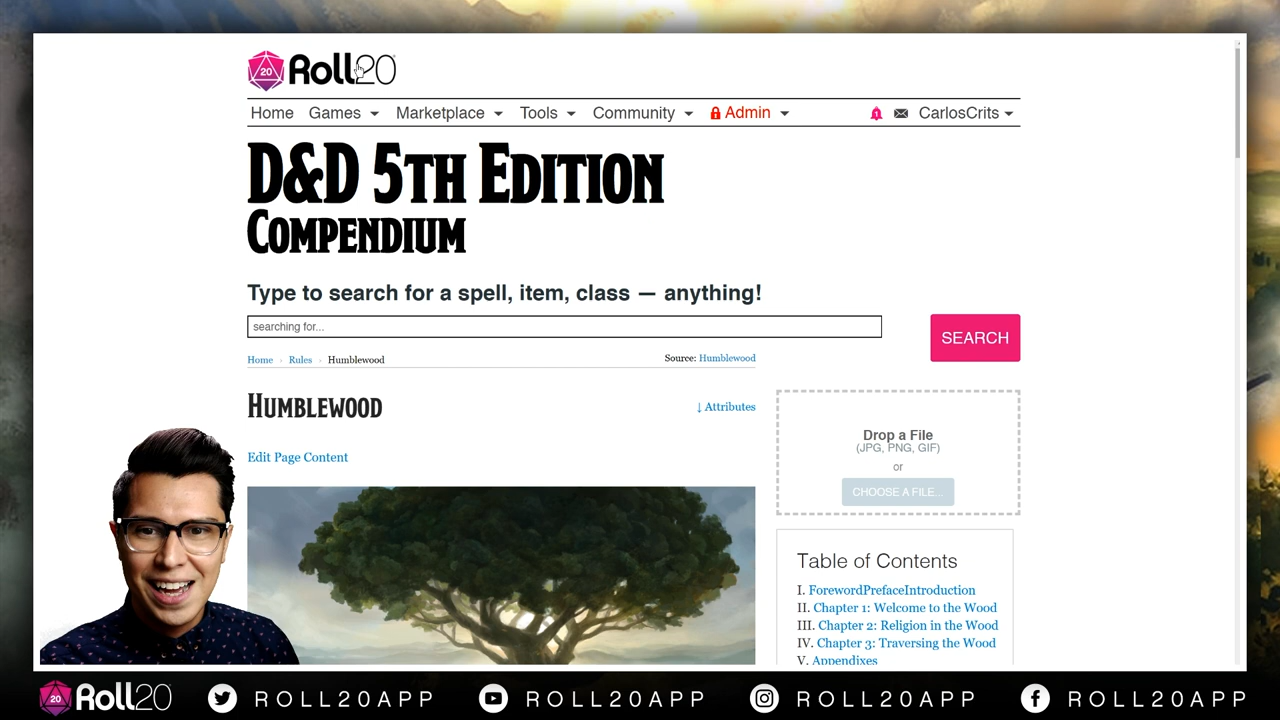 20 Roll20
Home Games Marketplace Tools Community Admin 1 CarlosCrits
D&D 5TH EDITION
COMPENDIUM
Type to search for a spell, item, class — anything!
searching for...
SEARCH
Home › Rules › Humblewood
Source: Humblewood
HUMBLEWOOD
↓ Attributes
Edit Page Content
Drop a File
(JPG, PNG, GIF)
or
CHOOSE A FILE...
Table of Contents
I. ForewordPrefaceIntroduction
II. Chapter 1: Welcome to the Wood
III. Chapter 2: Religion in the Wood
IV. Chapter 3: Traversing the Wood
V. Appendixes
20 Roll20 ROLL20APP ROLL20APP ROLL20APP ROLL20APP